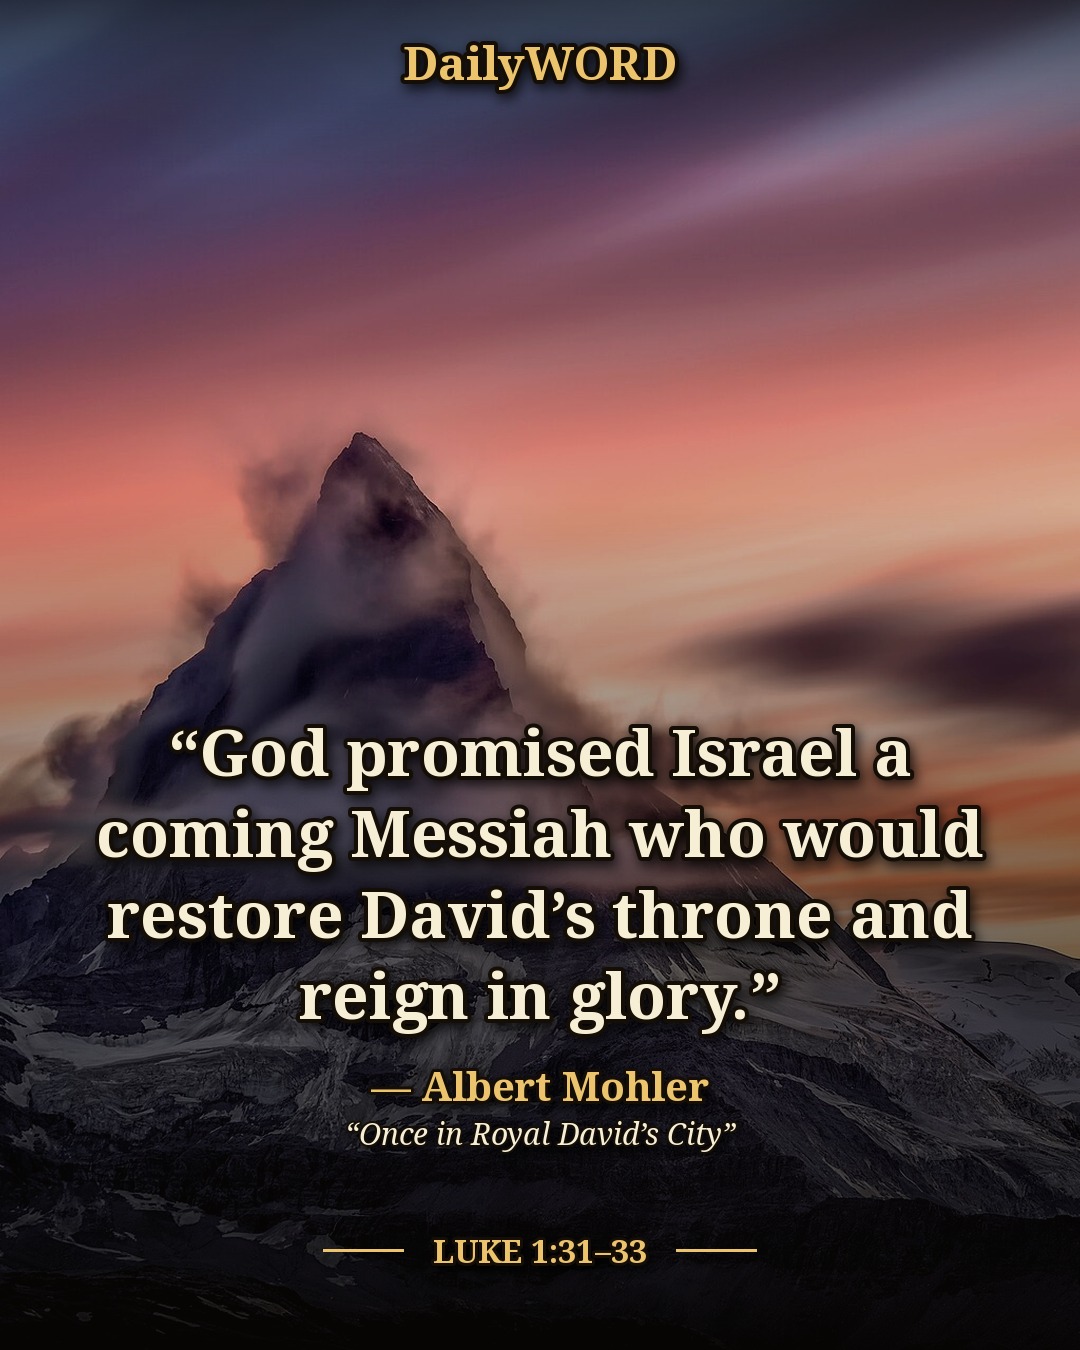 DailyWORD
“God promised Israel a
coming Messiah who would
restore David’s throne and
reign in glory.”
— Albert Mohler
“Once in Royal David’s City”
LUKE 1:31–33